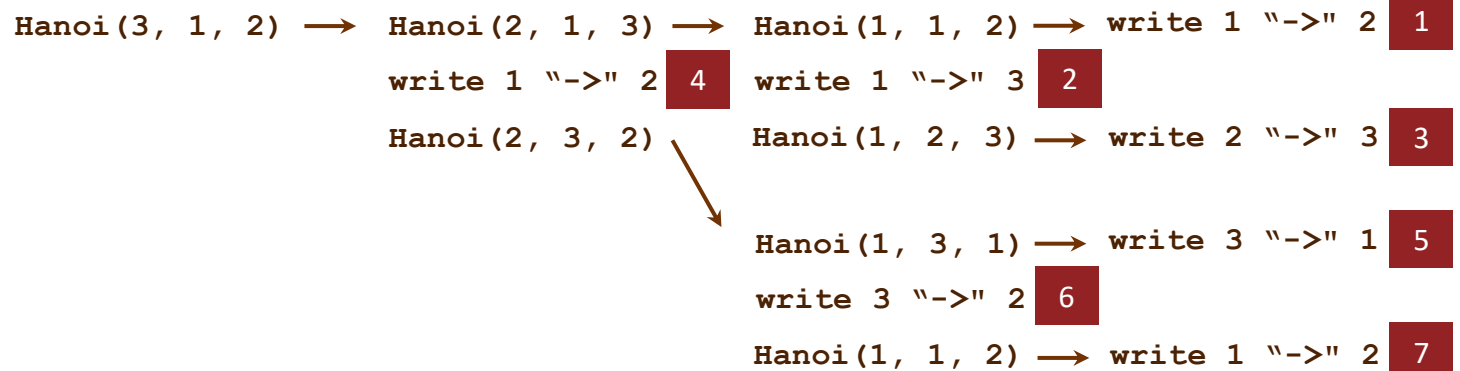 Hanoi(3, 1, 2) → Hanoi(2, 1, 3) → Hanoi(1, 1, 2) → write 1 “->" 2 1
write 1 “->" 2 4 write 1 “->" 3 2
Hanoi(2, 3, 2) Hanoi(1, 2, 3) → write 2 “->" 3 3
Hanoi(1, 3, 1) → write 3 “->" 1 5
write 3 “->" 2 6
Hanoi(1, 1, 2) → write 1 “->" 2 7